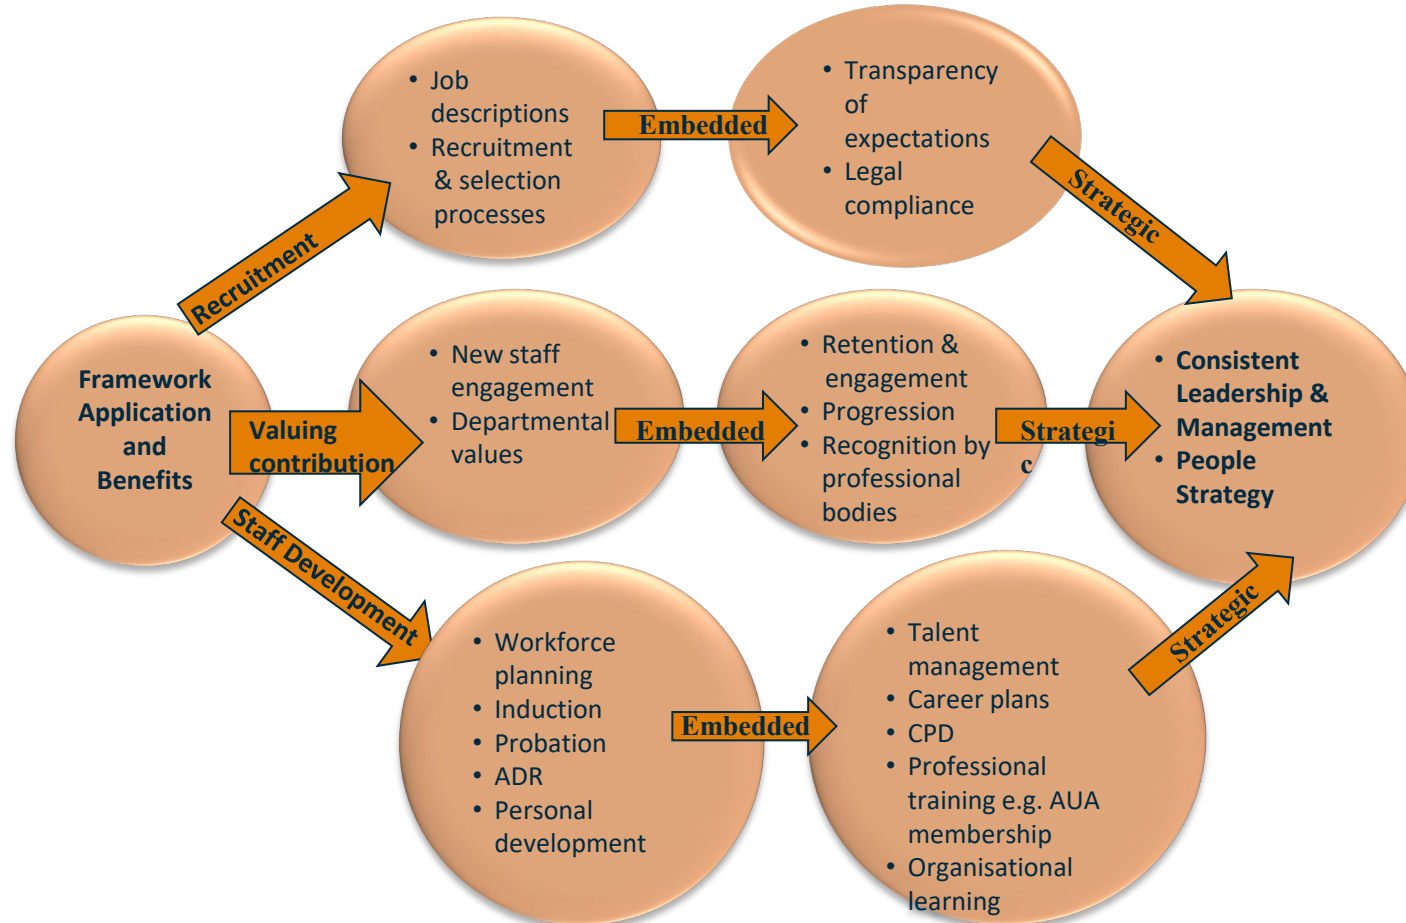 • Job
descriptions
• Recruitment
& selection
processes
Embedded
• Transparency
of
expectations
• Legal
compliance
Strategic
Recruitment
Framework
Application
and
Benefits
Valuing
contribution
• New staff
engagement
• Departmental
values
Embedded
• Retention &
engagement
• Progression
• Recognition by
professional
bodies
Strategi
c
• Consistent
Leadership &
Management
• People
Strategy
Staff Development
• Workforce
planning
• Induction
• Probation
• ADR
• Personal
development
Embedded
• Talent
management
• Career plans
• CPD
• Professional
training e.g. AUA
membership
• Organisational
learning
Strategic